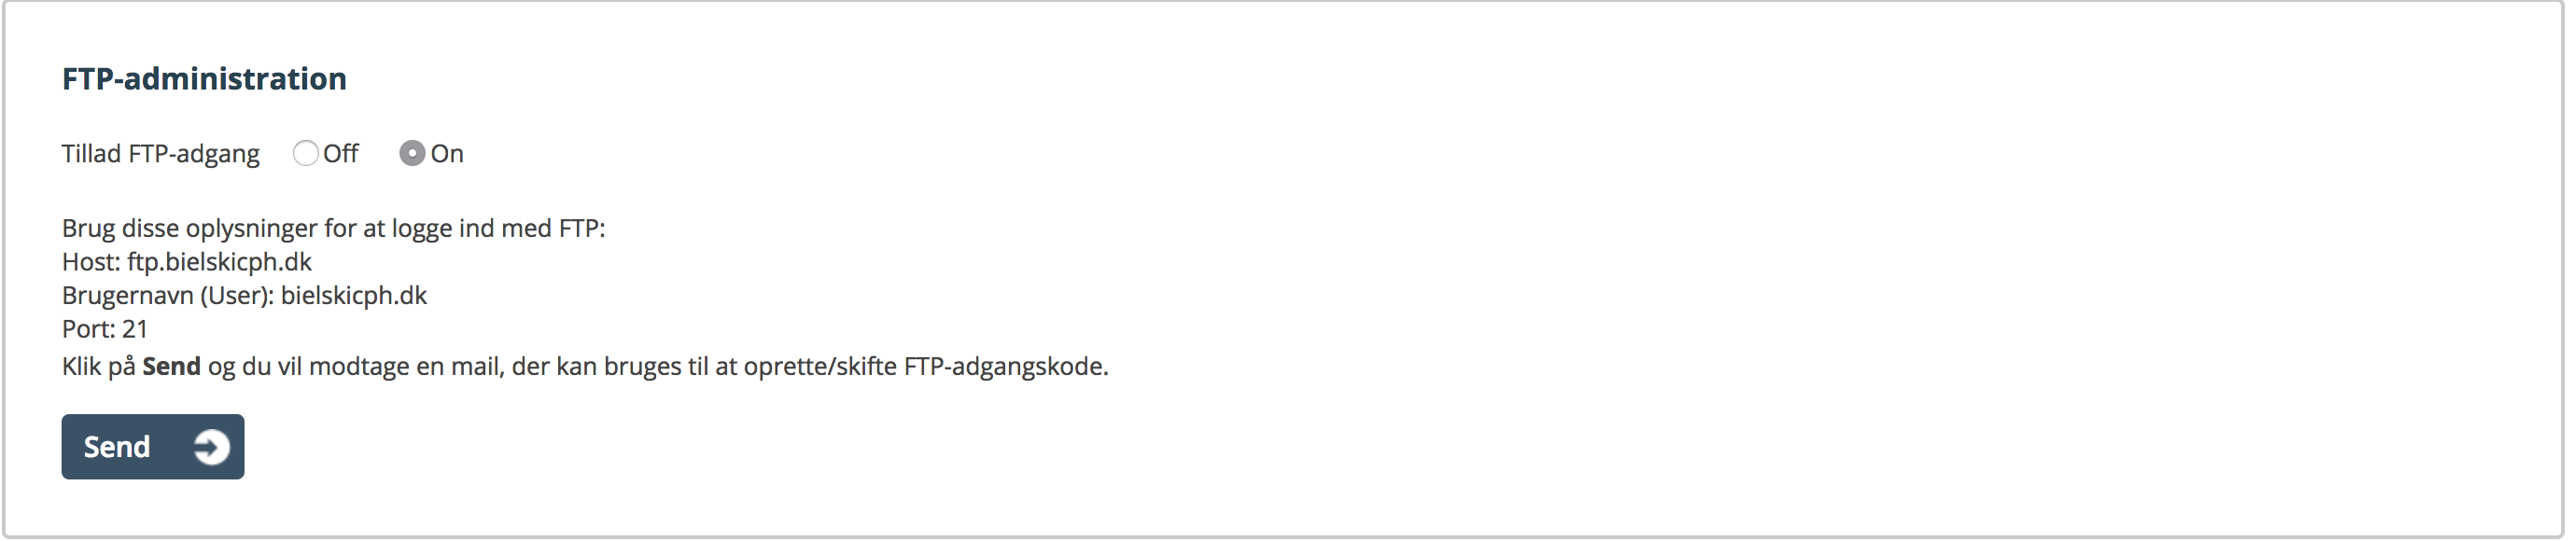 FTP-administration
Tillad FTP-adgang Off On
Brug disse oplysninger for at logge ind med FTP:
Host: ftp.bielskicph.dk
Brugernavn (User): bielskicph.dk
Port: 21
Klik på Send og du vil modtage en mail, der kan bruges til at oprette/skifte FTP-adgangskode.
Send